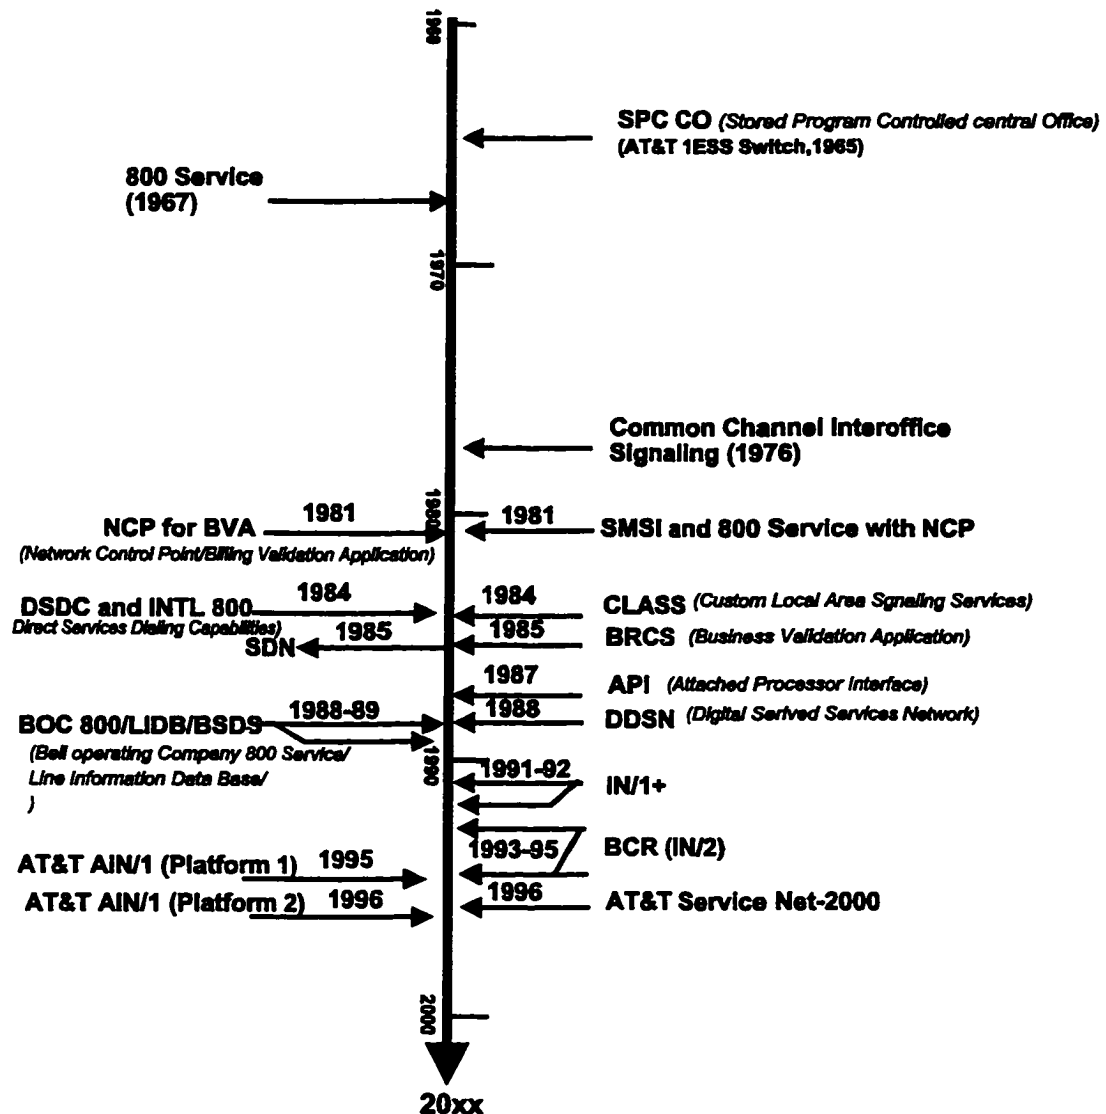 1960
SPC CO (Stored Program Controlled central Office)
(AT&T 1ESS Switch,1965)
800 Service
(1967)
1970
Common Channel Interoffice
Signaling (1976)
1980
NCP for BVA
1981
(Network Control Point/Billing Validation Application)
1981
SMSI and 800 Service with NCP
DSDC and INTL 800
1984
Direct Services Dialing Capabilities)
1984
CLASS (Custom Local Area Sgnaling Services)
SDN
1985
1985
BRCS (Business Validation Application)
1987
API (Attached Processor Interface)
BOC 800/LIDB/BSDS
1988-89
(Bell operating Company 800 Service/
Line Information Data Base/
)
1988
DDSN (Digital Serived Services Network)
1990
1991-92
IN/1+
1993-95
BCR (IN/2)
AT&T AIN/1 (Platform 1)
1995
AT&T AIN/1 (Platform 2)
1996
1996
AT&T Service Net-2000
2000
20xx